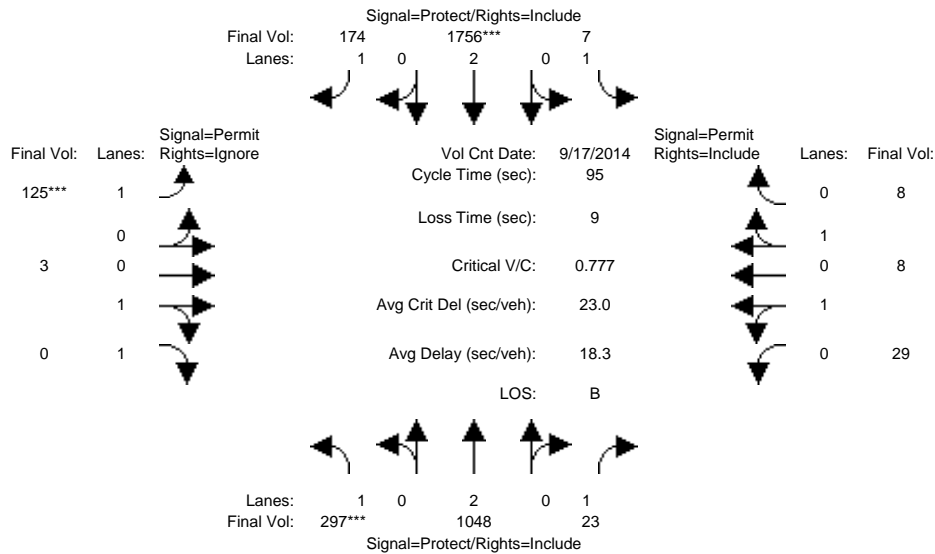 Signal=Protect/Rights=Include
Final Vol: 174 1756*** 7
Lanes: 1 0 2 0 1
Signal=Permit
Final Vol: Lanes: Rights=Ignore
Vol Cnt Date: 9/17/2014
Signal=Permit
Rights=Include Lanes: Final Vol:
Cycle Time (sec): 95
125*** 1
0 8
Loss Time (sec): 9
0
1
3 0
Critical V/C: 0.777
0 8
1
Avg Crit Del (sec/veh): 23.0
1
0 1
Avg Delay (sec/veh): 18.3
0 29
LOS: B
Lanes: 1 0 2 0 1
Final Vol: 297*** 1048 23
Signal=Protect/Rights=Include